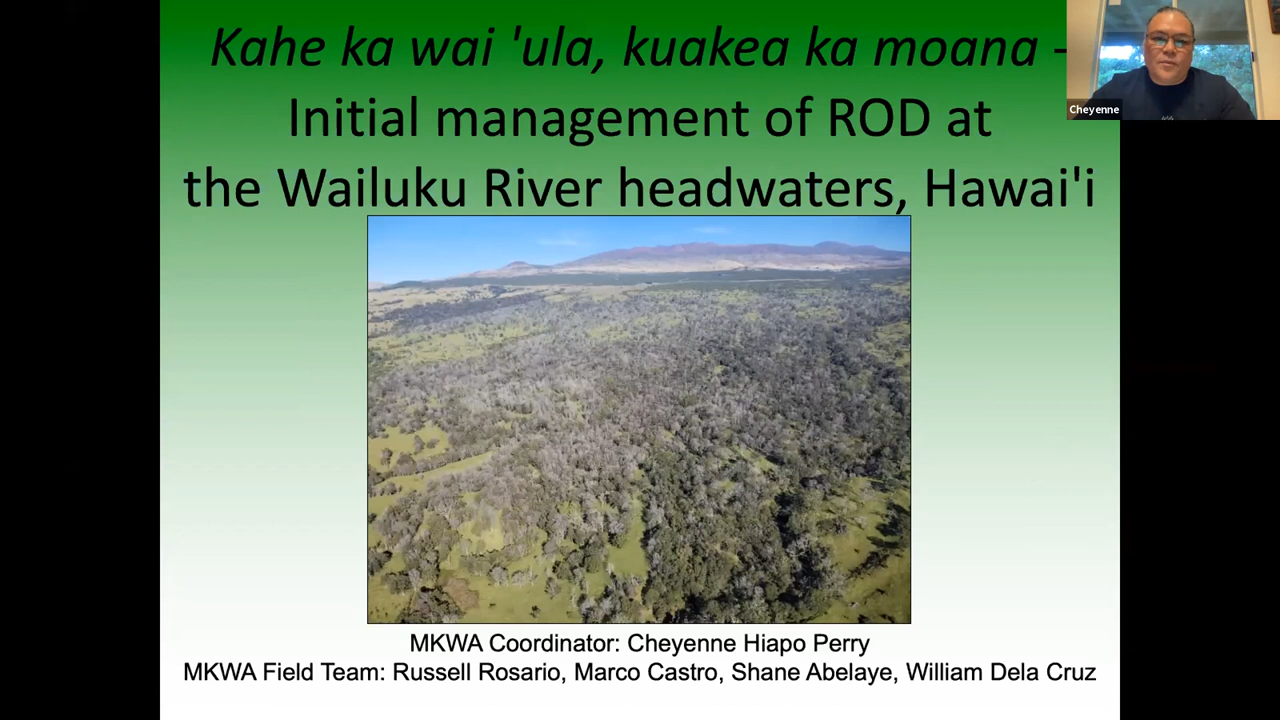 Kahe ka wai 'ula, kuakea ka moana -
Initial management of ROD at
the Wailuku River headwaters, Hawai'i
Cheyenne
MKWA Coordinator: Cheyenne Hiapo Perry
MKWA Field Team: Russell Rosario, Marco Castro, Shane Abelaye, William Dela Cruz